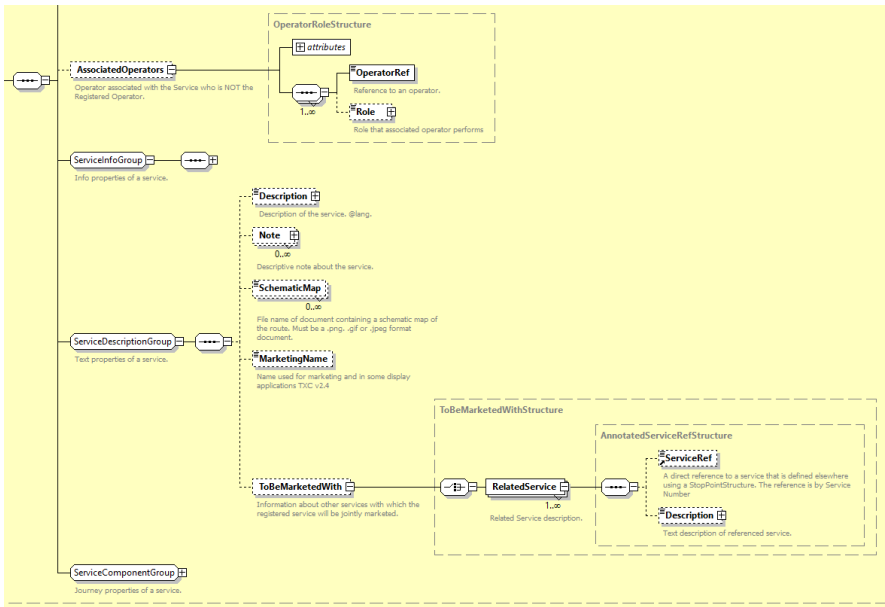 OperatorRoleStructure
attributes
AssociatedOperators
Operator associated with the Service who is NOT the
Registered Operator.
OperatorRef
Reference to an operator.
1..∞
Role
Role that associated operator performs
ServiceInfoGroup
Info properties of a service.
Description
Description of the service. @lang.
Note
0..∞
Descriptive note about the service.
SchematicMap
0..∞
File name of document containing a schematic map of
the route. Must be a .png. .gif or .jpeg format
document.
ServiceDescriptionGroup
Text properties of a service.
MarketingName
Name used for marketing and in some display
applications TXC v2.4
ToBeMarketedWithStructure
AnnotatedServiceRefStructure
ServiceRef
A direct reference to a service that is defined elsewhere
using a StopPointStructure. The reference is by Service
Number
ToBeMarketedWith
Information about other services with which the
registered service will be jointly marketed.
RelatedService
1..∞
Related Service description.
Description
Text description of referenced service.
ServiceComponentGroup
Journey properties of a service.